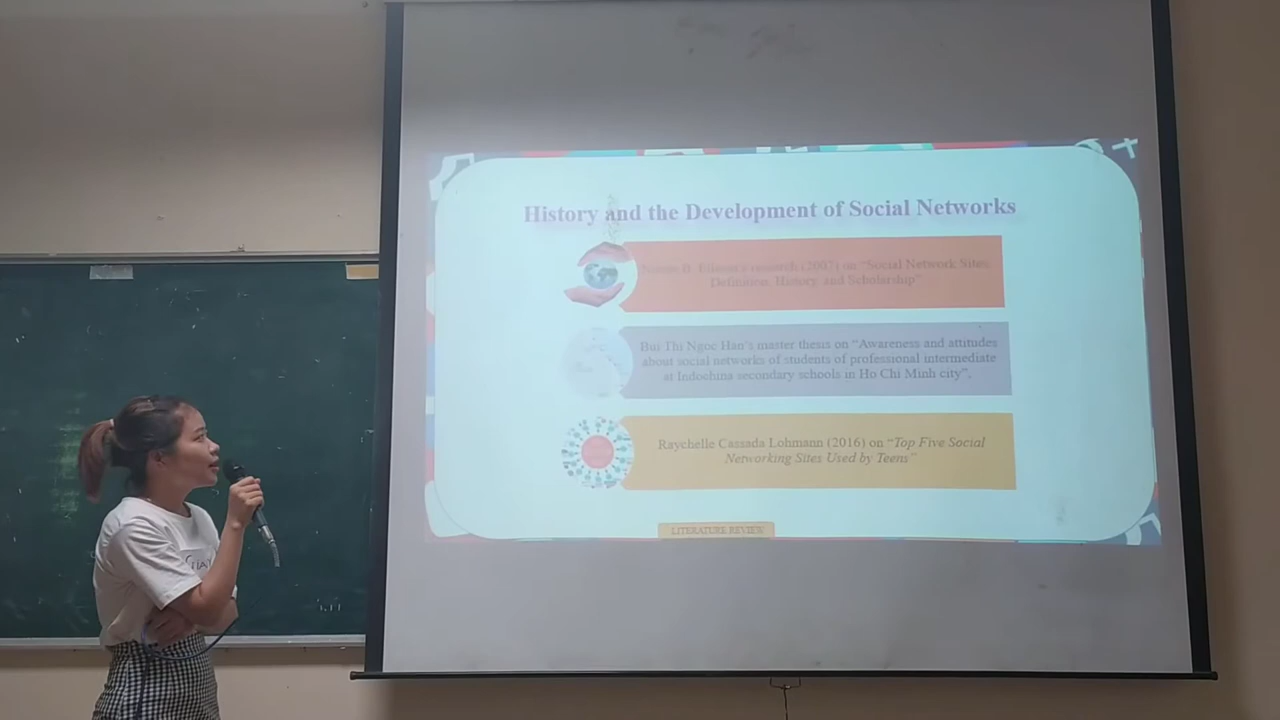 History and the Development of Social Networks
B. Ellison's research (2007) on "Social Network Sites:
Definition, History, and Scholarship"
Bui Thi Ngoc Han's master thesis on "Awareness and attitudes
about social networks of students of professional intermediate
at Indochina secondary schools in Ho Chi Minh city".
Raychelle Cassada Lohmann (2016) on "Top Five Social
Networking Sites Used by Teens"
LITERATURE REVIEW